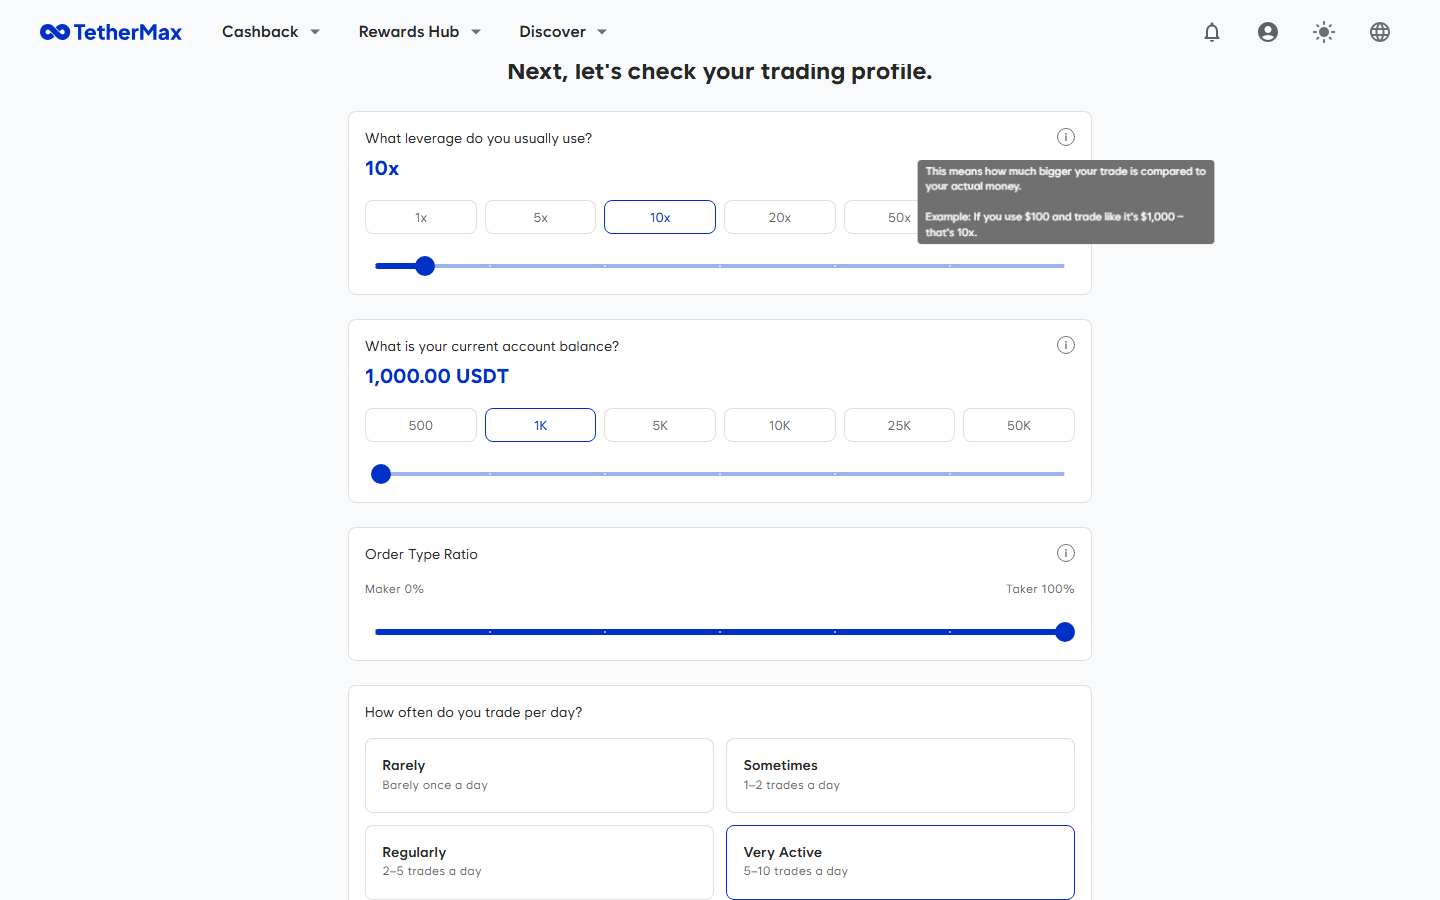 TetherMax
Cashback
Rewards Hub
Discover
Next, let's check your trading profile.
What leverage do you usually use?
10x
1x
5x
10x
20x
50x
This means how much bigger your trade is compared to
your actual money.
Example: If you use $100 and trade like it's $1,000 –
that's 10x.
What is your current account balance?
1,000.00 USDT
500
1K
5K
10K
25K
50K
Order Type Ratio
Maker 0%
Taker 100%
How often do you trade per day?
Rarely
Barely once a day
Sometimes
1–2 trades a day
Regularly
2–5 trades a day
Very Active
5–10 trades a day